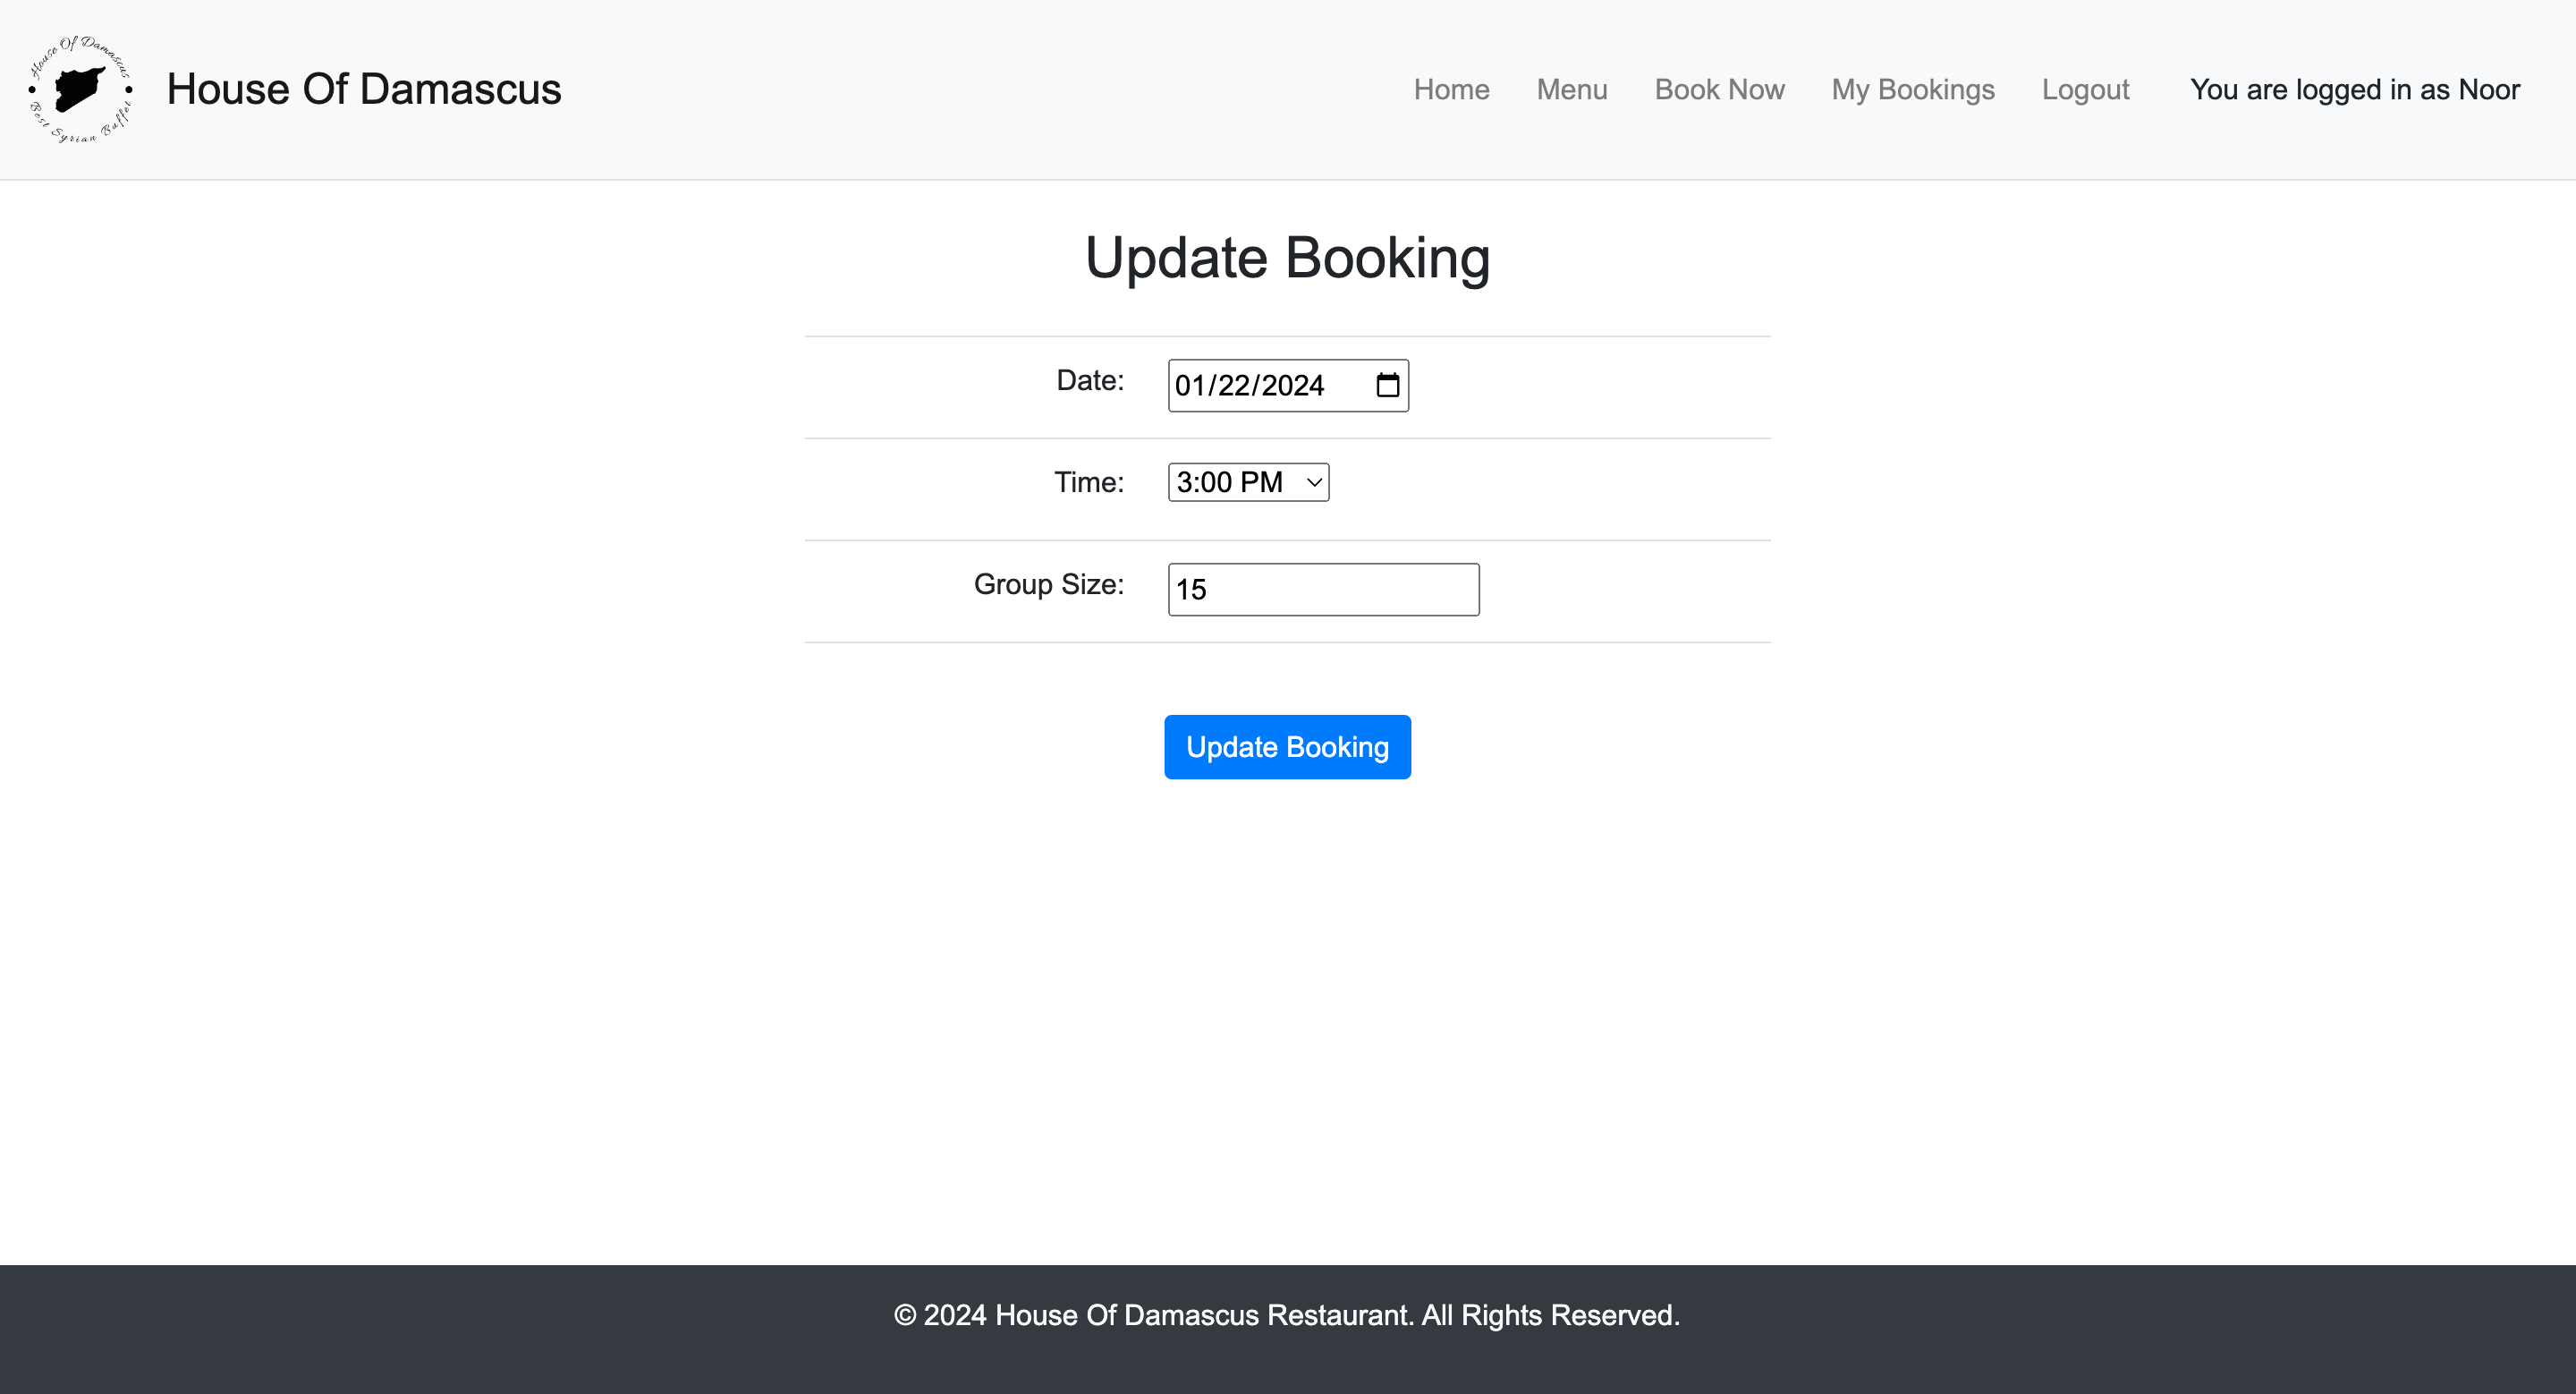 House Of Damascus
Best Syrian Buffet
House Of Damascus
Home Menu Book Now My Bookings Logout You are logged in as Noor
Update Booking
Date: 01/22/2024
Time: 3:00 PM
Group Size: 15
Update Booking
© 2024 House Of Damascus Restaurant. All Rights Reserved.